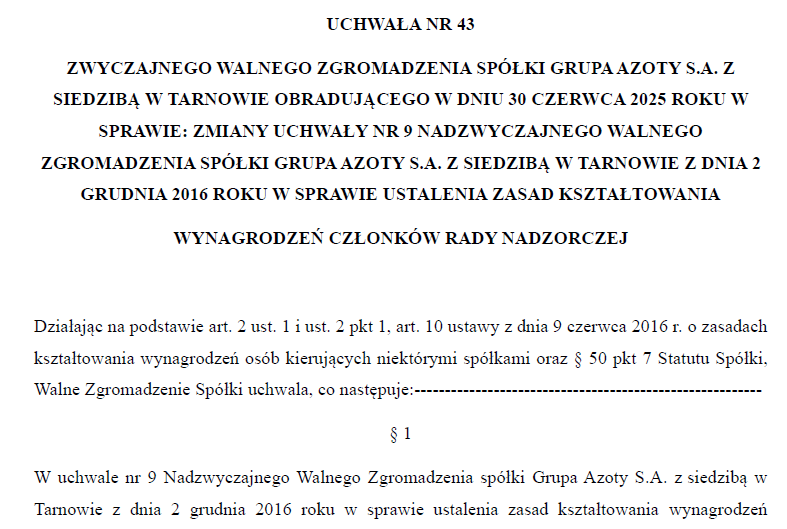 UCHWAŁA NR 43
ZWYCZAJNEGO WALNEGO ZGROMADZENIA SPÓŁKI GRUPA AZOTY S.A. Z
SIEDZIBĄ W TARNOWIE OBRADUJĄCEGO W DNIU 30 CZERWCA 2025 ROKU W
SPRAWIE: ZMIANY UCHWAŁY NR 9 NADZWYCZAJNEGO WALNEGO
ZGROMADZENIA SPÓŁKI GRUPA AZOTY S.A. Z SIEDZIBĄ W TARNOWIE Z DNIA 2
GRUDNIA 2016 ROKU W SPRAWIE USTALENIA ZASAD KSZTAŁTOWANIA
WYNAGRODZEŃ CZŁONKÓW RADY NADZORCZEJ
Działając na podstawie art. 2 ust. 1 i ust. 2 pkt 1, art. 10 ustawy z dnia 9 czerwca 2016 r. o zasadach
kształtowania wynagrodzeń osób kierujących niektórymi spółkami oraz § 50 pkt 7 Statutu Spółki,
Walne Zgromadzenie Spółki uchwala, co następuje:----------------------------------------------------------
§ 1
W uchwale nr 9 Nadzwyczajnego Walnego Zgromadzenia spółki Grupa Azoty S.A. z siedzibą w
Tarnowie z dnia 2 grudnia 2016 roku w sprawie ustalenia zasad kształtowania wynagrodzeń